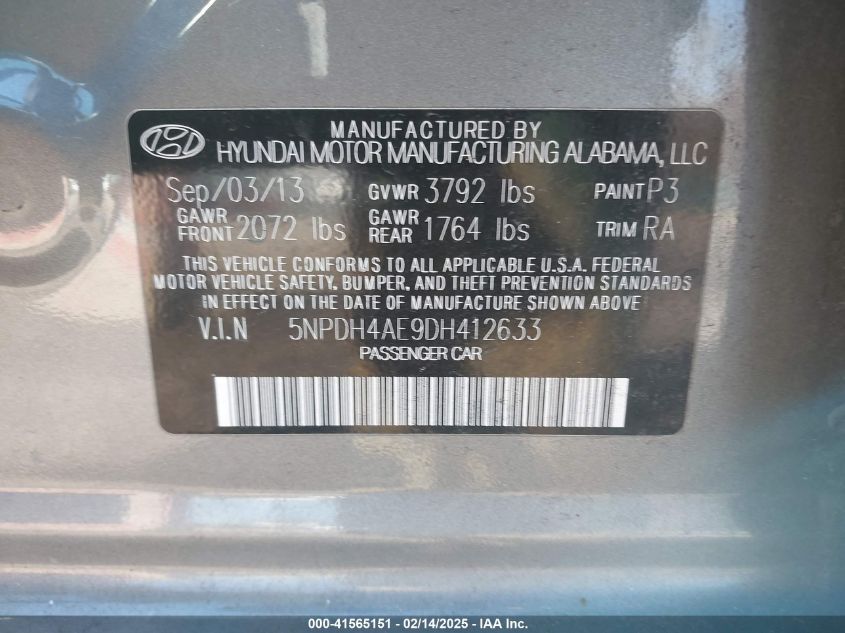 MANUFACTURED BY
HYUNDAI MOTOR MANUFACTURING ALABAMA, LLC
Sep/03/13 GVWR 3792 lbs PAINT P3
GAWR FRONT 2072 lbs GAWR REAR 1764 lbs TRIM RA
THIS VEHICLE CONFORMS TO ALL APPLICABLE U.S.A. FEDERAL
MOTOR VEHICLE SAFETY, BUMPER, AND THEFT PREVENTION STANDARDS
IN EFFECT ON THE DATE OF MANUFACTURE SHOWN ABOVE
V.I.N 5NPDH4AE9DH412633
PASSENGER CAR
000-41565151 - 02/14/2025 - IAA Inc.